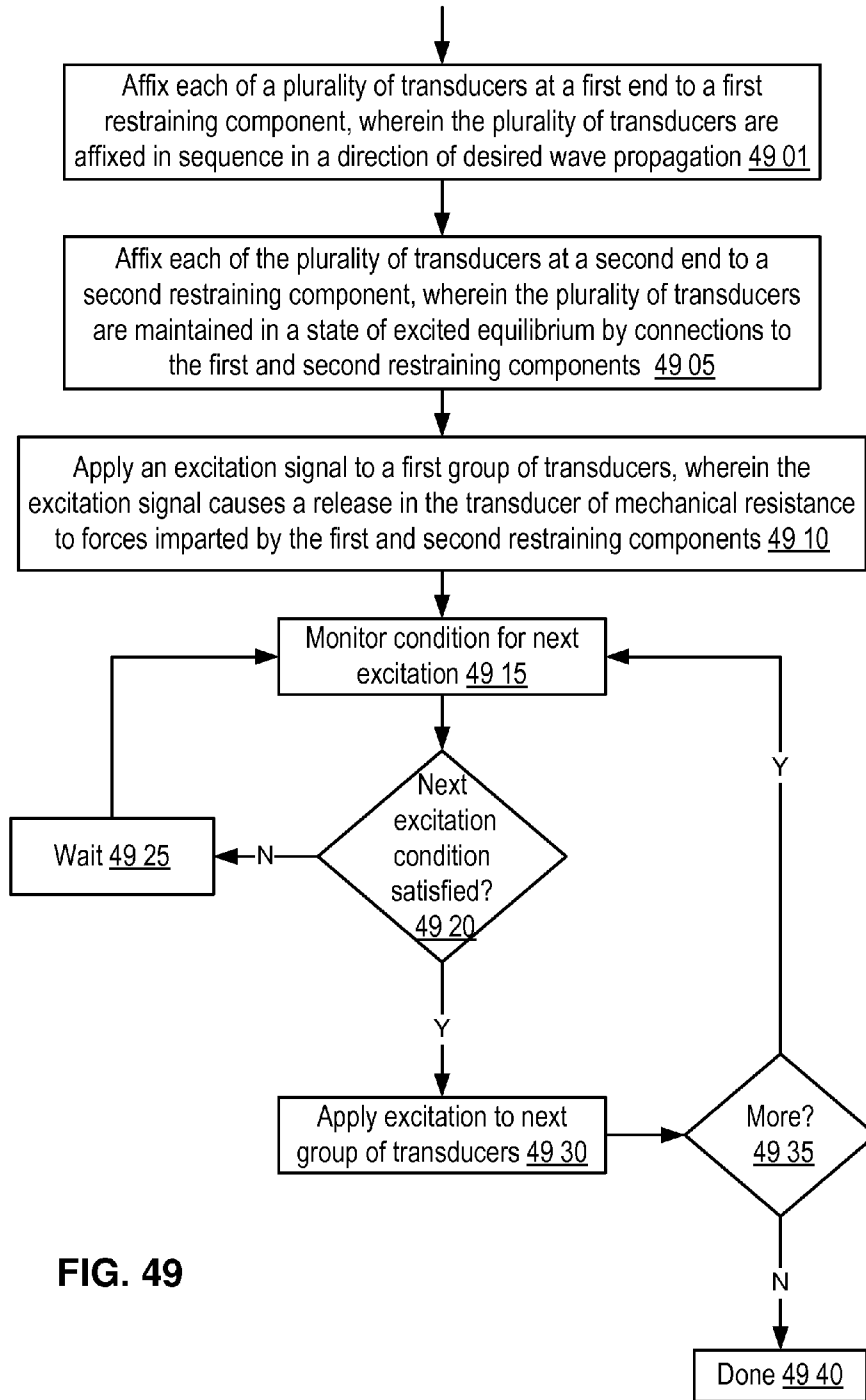 Affix each of a plurality of transducers at a first end to a first
restraining component, wherein the plurality of transducers are
affixed in sequence in a direction of desired wave propagation 49 01
Affix each of the plurality of transducers at a second end to a
second restraining component, wherein the plurality of transducers
are maintained in a state of excited equilibrium by connections to
the first and second restraining components 49 05
Apply an excitation signal to a first group of transducers, wherein the
excitation signal causes a release in the transducer of mechanical resistance
to forces imparted by the first and second restraining components 49 10
Monitor condition for next
excitation 49 15
Next
excitation
condition
satisfied?
49 20
N
Wait 49 25
Y
Y
Apply excitation to next
group of transducers 49 30
More?
49 35
N
Done 49 40
FIG. 49